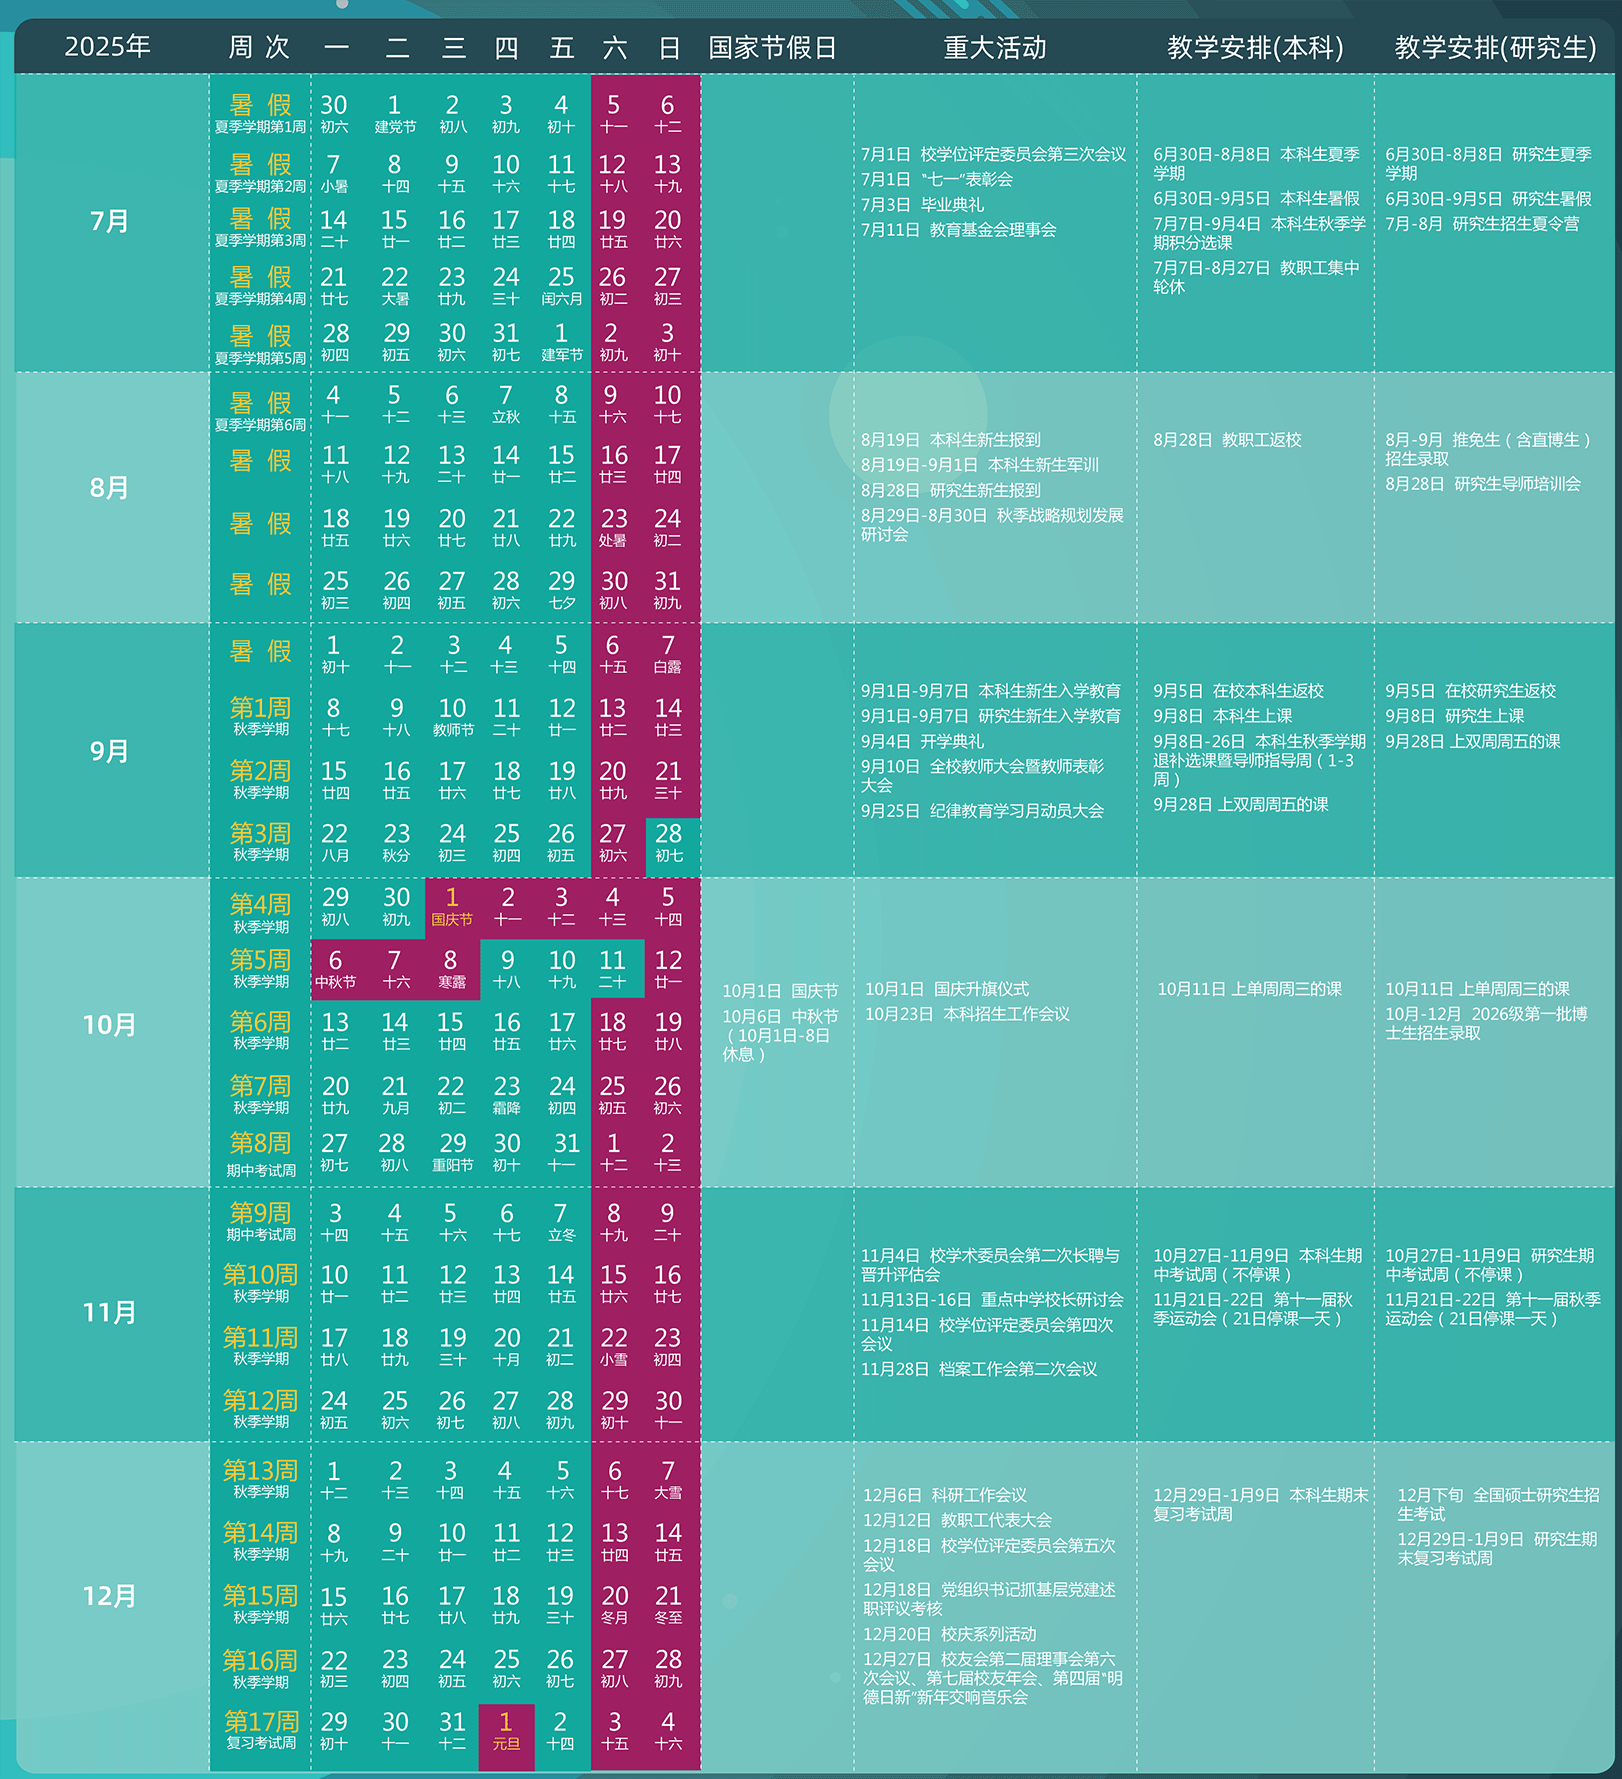 2025年 周 次 一 二 三 四 五 六 日 国家节假日 重大活动 教学安排(本科) 教学安排(研究生)
7月
暑 假 30 1 2 3 4 5 6
夏季学期第1周 初六 建党节 初八 初九 初十 十一 十二
暑 假 7 8 9 10 11 12 13
夏季学期第2周 小暑 十四 十五 十六 十七 十八 十九
暑 假 14 15 16 17 18 19 20
夏季学期第3周 二十 廿一 廿二 廿三 廿四 廿五 廿六
暑 假 21 22 23 24 25 26 27
夏季学期第4周 廿七 大暑 廿九 三十 闰六月 初二 初三
暑 假 28 29 30 31 1 2 3
夏季学期第5周 初四 初五 初六 初七 建军节 初九 初十
7月1日 校学位评定委员会第三次会议
7月1日 “七一”表彰会
7月3日 毕业典礼
7月11日 教育基金会理事会
6月30日-8月8日 本科生夏季
学期
6月30日-9月5日 本科生暑假
7月7日-9月4日 本科生秋季学
期积分选课
7月7日-8月27日 教职工集中
轮休
6月30日-8月8日 研究生夏季
学期
6月30日-9月5日 研究生暑假
7月-8月 研究生招生夏令营
8月
暑 假 4 5 6 7 8 9 10
夏季学期第6周 十一 十二 十三 立秋 十五 十六 十七
暑 假 11 12 13 14 15 16 17
十八 十九 二十 廿一 廿二 廿三 廿四
暑 假 18 19 20 21 22 23 24
廿五 廿六 廿七 廿八 廿九 处暑 初二
暑 假 25 26 27 28 29 30 31
初三 初四 初五 初六 七夕 初八 初九
8月19日 本科生新生报到
8月19日-9月1日 本科生新生军训
8月28日 研究生新生报到
8月29日-8月30日 秋季战略规划发展
研讨会
8月28日 教职工返校
8月-9月 推免生（含直博生）
招生录取
8月28日 研究生导师培训会
9月
暑 假 1 2 3 4 5 6 7
初十 十一 十二 十三 十四 十五 白露
第1周 8 9 10 11 12 13 14
秋季学期 十七 十八 教师节 二十 廿一 廿二 廿三
第2周 15 16 17 18 19 20 21
秋季学期 廿四 廿五 廿六 廿七 廿八 廿九 三十
第3周 22 23 24 25 26 27 28
秋季学期 八月 秋分 初三 初四 初五 初六 初七
9月1日-9月7日 本科生新生入学教育
9月1日-9月7日 研究生新生入学教育
9月4日 开学典礼
9月10日 全校教师大会暨教师表彰
大会
9月25日 纪律教育学习月动员大会
9月5日 在校本科生返校
9月8日 本科生上课
9月8日-26日 本科生秋季学期
退补选课暨导师指导周（1-3
周）
9月28日 上双周周五的课
9月5日 在校研究生返校
9月8日 研究生上课
9月28日 上双周周五的课
10月
第4周 29 30 1 2 3 4 5
秋季学期 初八 初九 国庆节 十一 十二 十三 十四
第5周 6 7 8 9 10 11 12
秋季学期 中秋节 十六 寒露 十八 十九 二十 廿一
第6周 13 14 15 16 17 18 19
秋季学期 廿二 廿三 廿四 廿五 廿六 廿七 廿八
第7周 20 21 22 23 24 25 26
秋季学期 廿九 九月 初二 霜降 初四 初五 初六
第8周 27 28 29 30 31 1 2
期中考试周 初七 初八 重阳节 初十 十一 十二 十三
10月1日 国庆节
10月6日 中秋节
（10月1日-8日
休息）
10月1日 国庆升旗仪式
10月23日 本科招生工作会议
10月11日 上单周周三的课
10月11日 上单周周三的课
10月-12月 2026级第一批博
士生招生录取
11月
第9周 3 4 5 6 7 8 9
期中考试周 十四 十五 十六 十七 立冬 十九 二十
第10周 10 11 12 13 14 15 16
秋季学期 廿一 廿二 廿三 廿四 廿五 廿六 廿七
第11周 17 18 19 20 21 22 23
秋季学期 廿八 廿九 三十 十月 初二 小雪 初四
第12周 24 25 26 27 28 29 30
秋季学期 初五 初六 初七 初八 初九 初十 十一
11月4日 校学术委员会第二次长聘与
晋升评估会
11月13日-16日 重点中学校长研讨会
11月14日 校学位评定委员会第四次
会议
11月28日 档案工作会第二次会议
10月27日-11月9日 本科生期
中考试周（不停课）
11月21日-22日 第十一届秋
季运动会（21日停课一天）
10月27日-11月9日 研究生期
中考试周（不停课）
11月21日-22日 第十一届秋季
运动会（21日停课一天）
12月
第13周 1 2 3 4 5 6 7
秋季学期 十二 十三 十四 十五 十六 十七 大雪
第14周 8 9 10 11 12 13 14
秋季学期 十九 二十 廿一 廿二 廿三 廿四 廿五
第15周 15 16 17 18 19 20 21
秋季学期 廿六 廿七 廿八 廿九 三十 冬月 冬至
第16周 22 23 24 25 26 27 28
秋季学期 初三 初四 初五 初六 初七 初八 初九
第17周 29 30 31 1 2 3 4
复习考试周 初十 十一 十二 元旦 十四 十五 十六
12月6日 科研工作会议
12月12日 教职工代表大会
12月18日 校学位评定委员会第五次
会议
12月18日 党组织书记抓基层党建述
职评议考核
12月20日 校庆系列活动
12月27日 校友会第二届理事会第六
次会议、第七届校友年会、第四届“明
德日新”新年交响音乐会
12月29日-1月9日 本科生期末
复习考试周
12月下旬 全国硕士研究生招
生考试
12月29日-1月9日 研究生期
末复习考试周